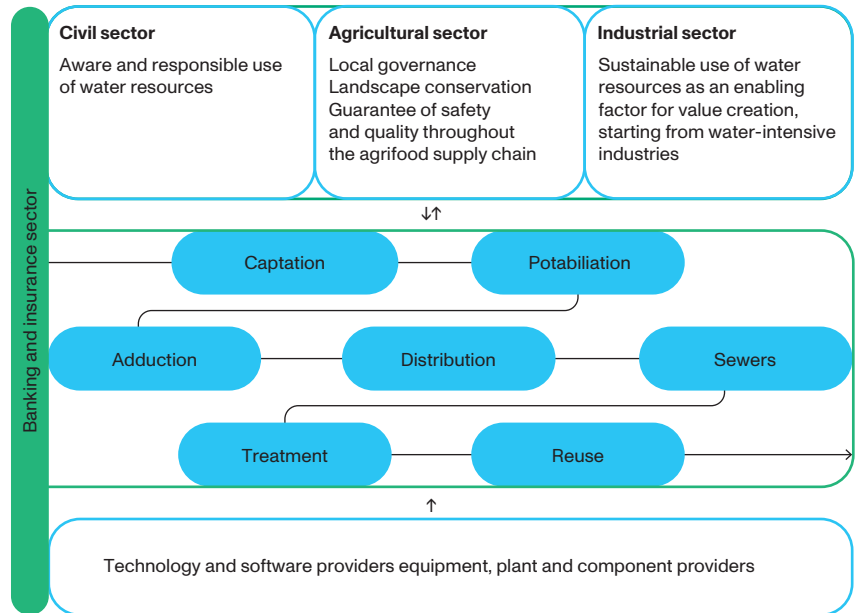 Banking and insurance sector
Civil sector
Aware and responsible use
of water resources
Agricultural sector
Local governance
Landscape conservation
Guarantee of safety
and quality throughout
the agrifood supply chain
Industrial sector
Sustainable use of water
resources as an enabling
factor for value creation,
starting from water-intensive
industries
Captation
Potabiliation
Adduction
Distribution
Sewers
Treatment
Reuse
Technology and software providers equipment, plant and component providers